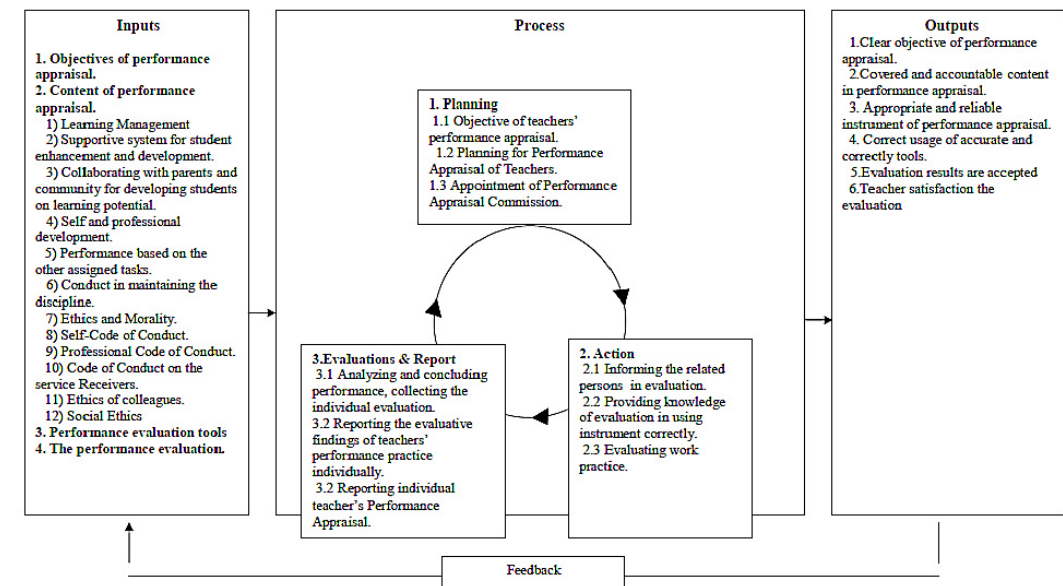 Inputs
1. Objectives of performance
appraisal.
2. Content of performance
appraisal.
1) Learning Management
2) Supportive system for student
enhancement and development.
3) Collaborating with parents and
community for developing students
on learning potential.
4) Self and professional
development.
5) Performance based on the
other assigned tasks.
6) Conduct in maintaining the
discipline.
7) Ethics and Morality.
8) Self-Code of Conduct.
9) Professional Code of Conduct.
10) Code of Conduct on the
service Receivers.
11) Ethics of colleagues.
12) Social Ethics
3. Performance evaluation tools
4. The performance evaluation.
Process
1. Planning
1.1 Objective of teachers'
performance appraisal.
1.2 Planning for Performance
Appraisal of Teachers.
1.3 Appointment of Performance
Appraisal Commission.
2. Action
2.1 Informing the related
persons in evaluation.
2.2 Providing knowledge
of evaluation in using
instrument correctly.
2.3 Evaluating work
practice.
3.Evaluations & Report
3.1 Analyzing and concluding
performance, collecting the
individual evaluation.
3.2 Reporting the evaluative
findings of teachers'
performance practice
individually.
3.2 Reporting individual
teacher's Performance
Appraisal.
Outputs
1.Clear objective of performance
appraisal.
2.Covered and accountable content
in performance appraisal.
3. Appropriate and reliable
instrument of performance appraisal.
4. Correct usage of accurate and
correctly tools.
5.Evaluation results are accepted
6.Teacher satisfaction the
evaluation
Feedback